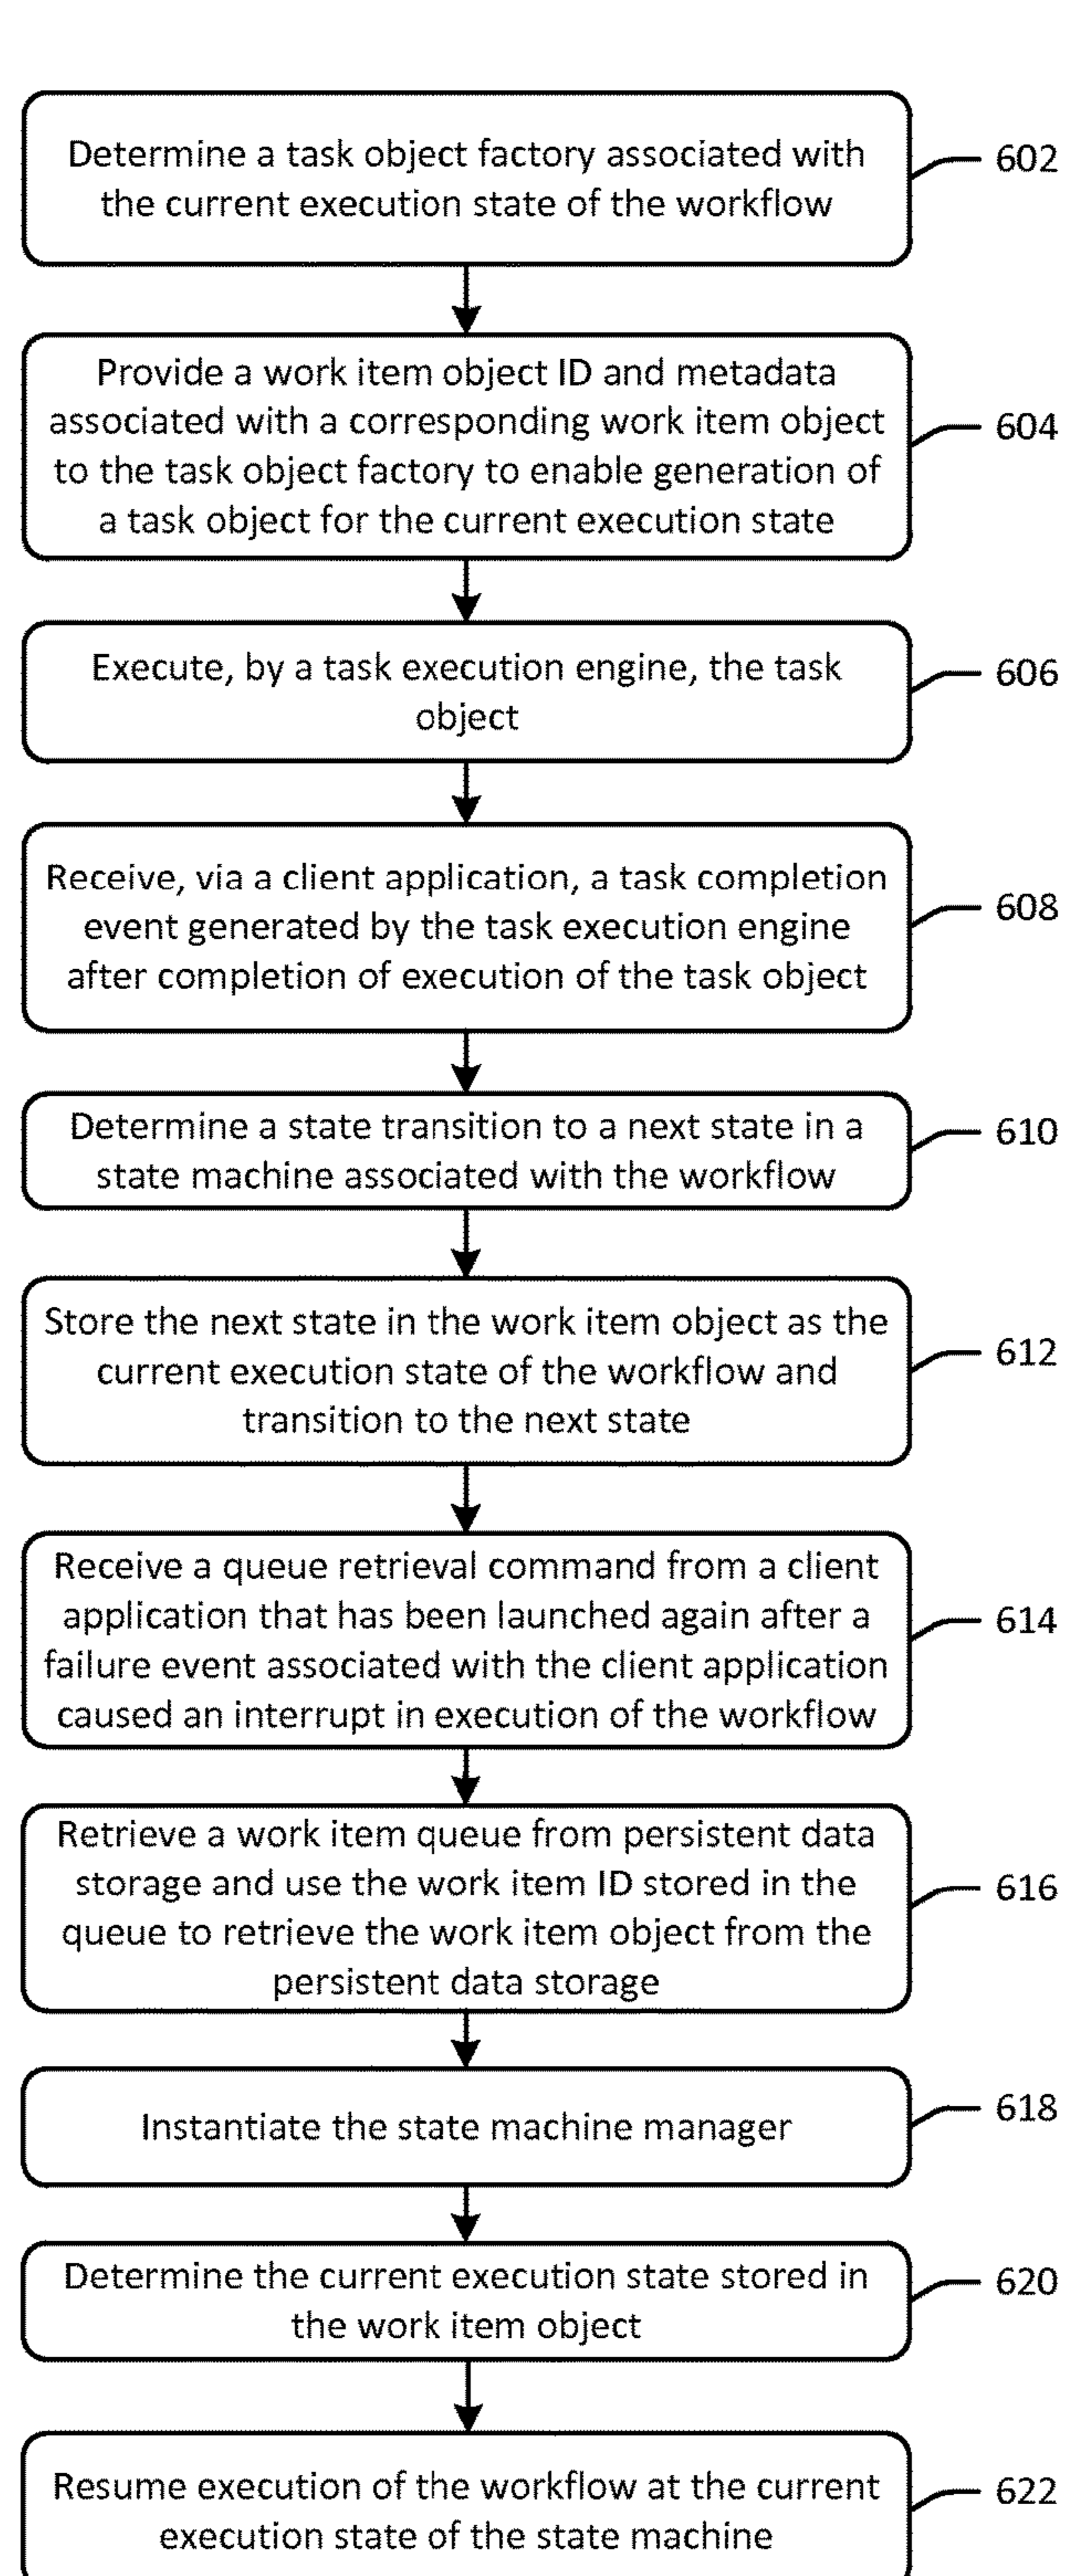 Determine a task object factory associated with
the current execution state of the workflow
602
Provide a work item object ID and metadata
associated with a corresponding work item object
to the task object factory to enable generation of
a task object for the current execution state
604
Execute, by a task execution engine, the task
object
606
Receive, via a client application, a task completion
event generated by the task execution engine
after completion of execution of the task object
608
Determine a state transition to a next state in a
state machine associated with the workflow
610
Store the next state in the work item object as the
current execution state of the workflow and
transition to the next state
612
Receive a queue retrieval command from a client
application that has been launched again after a
failure event associated with the client application
caused an interrupt in execution of the workflow
614
Retrieve a work item queue from persistent data
storage and use the work item ID stored in the
queue to retrieve the work item object from the
persistent data storage
616
Instantiate the state machine manager
618
Determine the current execution state stored in
the work item object
620
Resume execution of the workflow at the current
execution state of the state machine
622